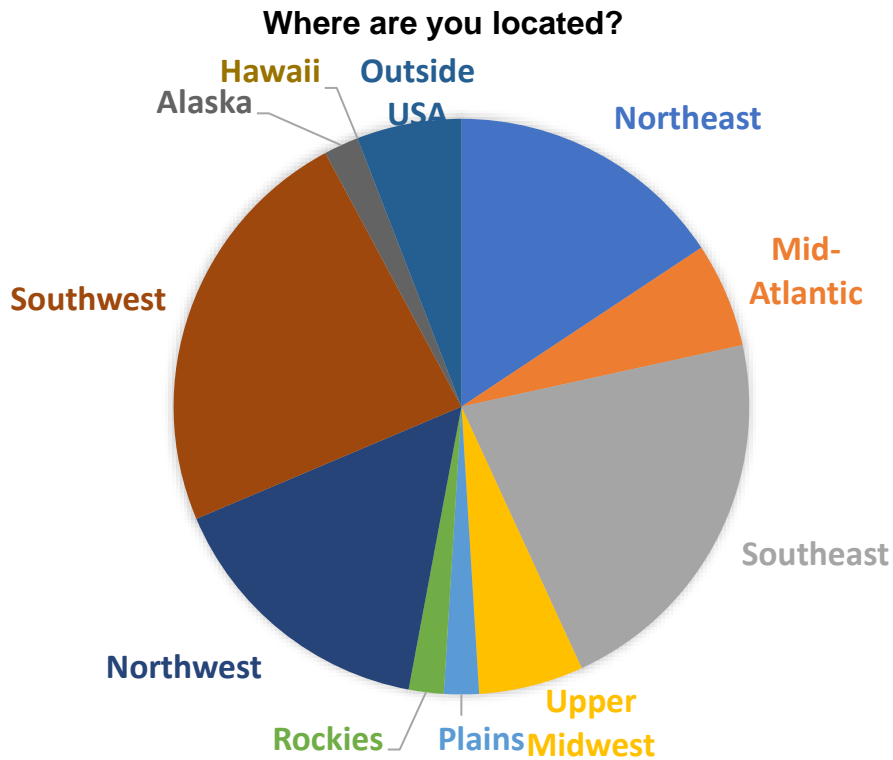 Where are you located?
Hawaii
Outside
USA
Alaska
Northeast
Mid-
Atlantic
Southwest
Southeast
Northwest
Upper
Midwest
Rockies
Plains